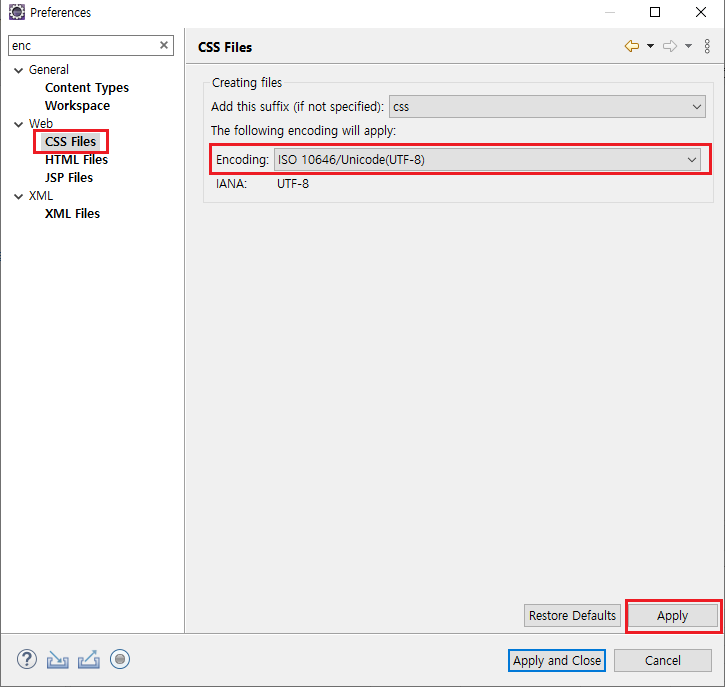 Preferences
enc
CSS Files
General
Content Types
Workspace
Web
CSS Files
HTML Files
JSP Files
XML
XML Files
Creating files
Add this suffix (if not specified): css
The following encoding will apply:
Encoding: ISO 10646/Unicode(UTF-8)
IANA: UTF-8
Restore Defaults Apply
? Apply and Close Cancel